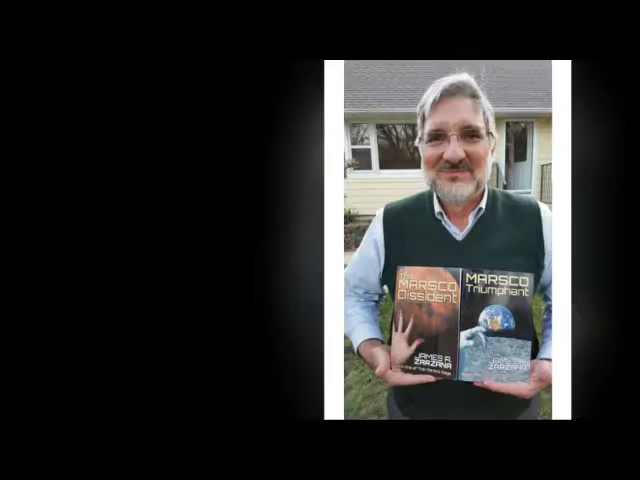 The
MARSCO
Dissident
JAMES A.
ZARZANA
MARSCO
Triumphant
JAMES
ZARZANA